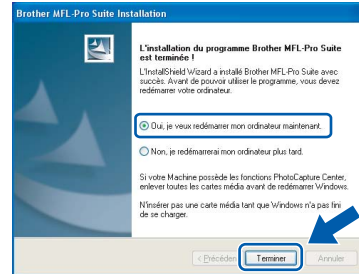 Brother MFL-Pro Suite Installation
L'installation du programme Brother MFL-Pro Suite
est terminée !
L'InstallShield Wizard a installé Brother MFL-Pro Suite avec
succès. Avant de pouvoir utiliser le programme, vous devez
redémarrer votre ordinateur.
Oui, je veux redémarrer mon ordinateur maintenant.
Non, je redémarrerai mon ordinateur plus tard.
Si votre Machine possède les fonctions PhotoCapture Center,
enlever toutes les cartes média avant de redémarrer Windows.
N'insérer pas une carte média tant que Windows n'a pas fini
de se charger.
< Précéden Terminer Annuler